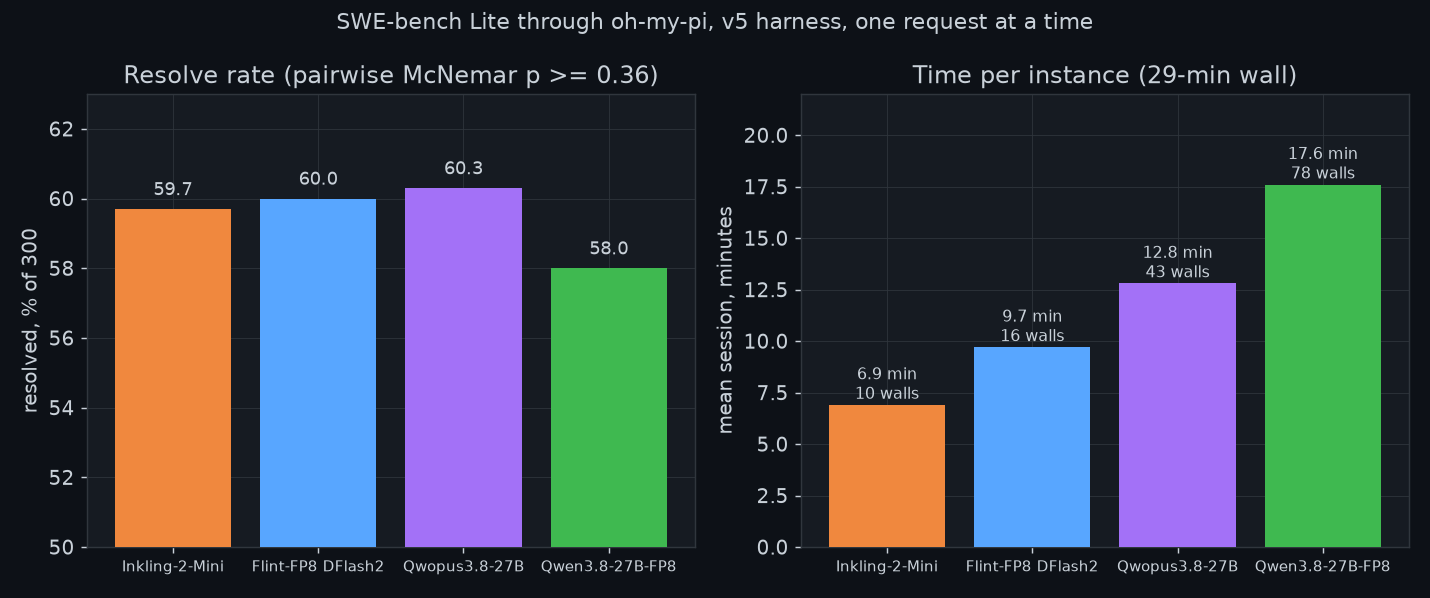 SWE-bench Lite through oh-my-pi, v5 harness, one request at a time
Resolve rate (pairwise McNemar p >= 0.36)
resolved, % of 300
62
60
58
56
54
52
50
59.7
60.0
60.3
58.0
Inkling-2-Mini
Flint-FP8 DFlash2
Qwopus3.8-27B
Qwen3.8-27B-FP8
Time per instance (29-min wall)
mean session, minutes
20.0
17.5
15.0
12.5
10.0
7.5
5.0
2.5
0.0
6.9 min
10 walls
9.7 min
16 walls
12.8 min
43 walls
17.6 min
78 walls
Inkling-2-Mini
Flint-FP8 DFlash2
Qwopus3.8-27B
Qwen3.8-27B-FP8